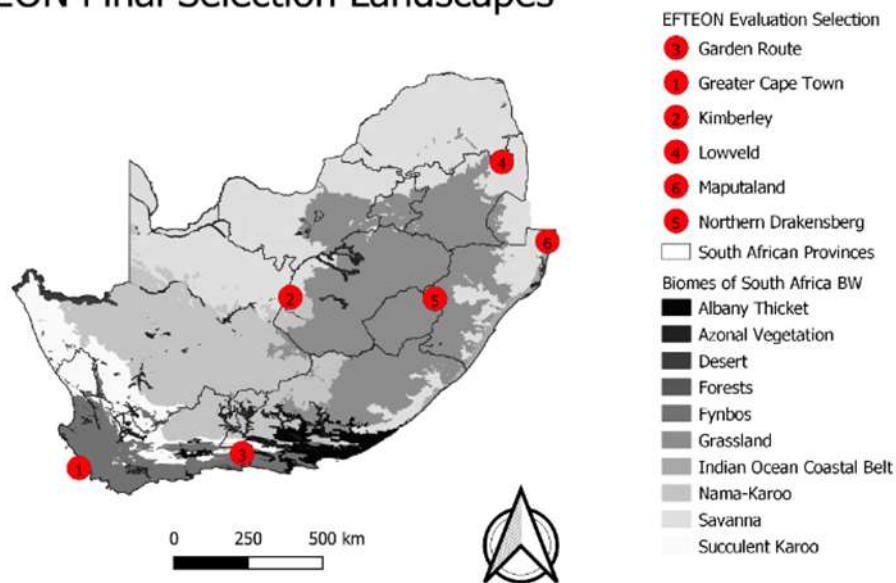 Final Selection Landscapes
EFTEON Evaluation Selection
3 Garden Route
1 Greater Cape Town
2 Kimberley
4 Lowveld
6 Maputaland
5 Northern Drakensberg
South African Provinces
Biomes of South Africa BW
Albany Thicket
Azonal Vegetation
Desert
Forests
Fynbos
Grassland
Indian Ocean Coastal Belt
Nama-Karoo
Savanna
Succulent Karoo
4
6
2
5
3
1
0 250 500 km